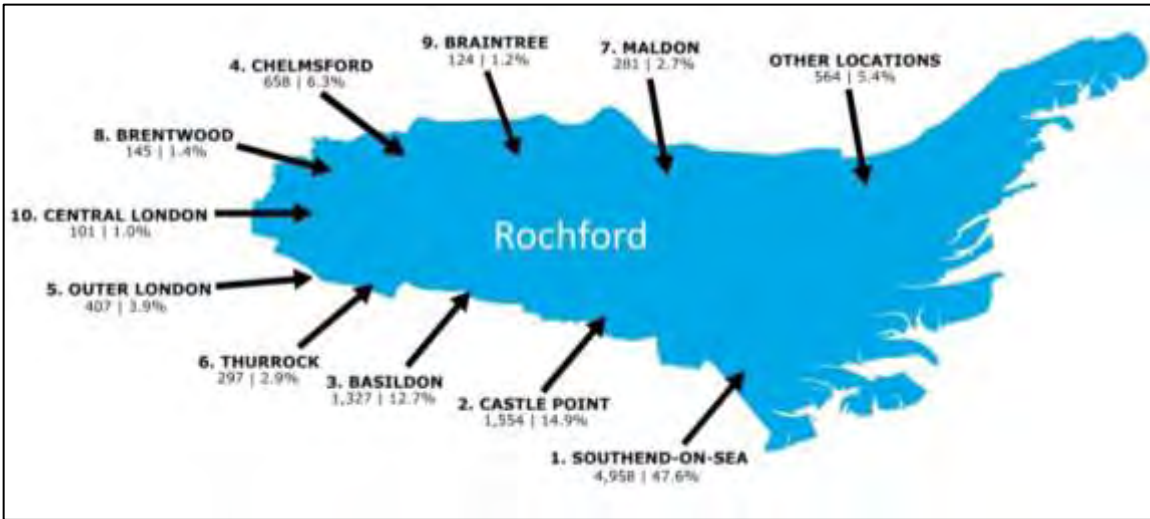 9. BRAINTREE
124 | 1.2%
7. MALDON
281 | 2.7%
4. CHELMSFORD
658 | 6.3%
OTHER LOCATIONS
564 | 5.4%
8. BRENTWOOD
145 | 1.4%
10. CENTRAL LONDON
101 | 1.0%
Rochford
5. OUTER LONDON
407 | 3.9%
6. THURROCK
297 | 2.9%
3. BASILDON
1,327 | 12.7%
2. CASTLE POINT
1,554 | 14.9%
1. SOUTHEND-ON-SEA
4,958 | 47.6%